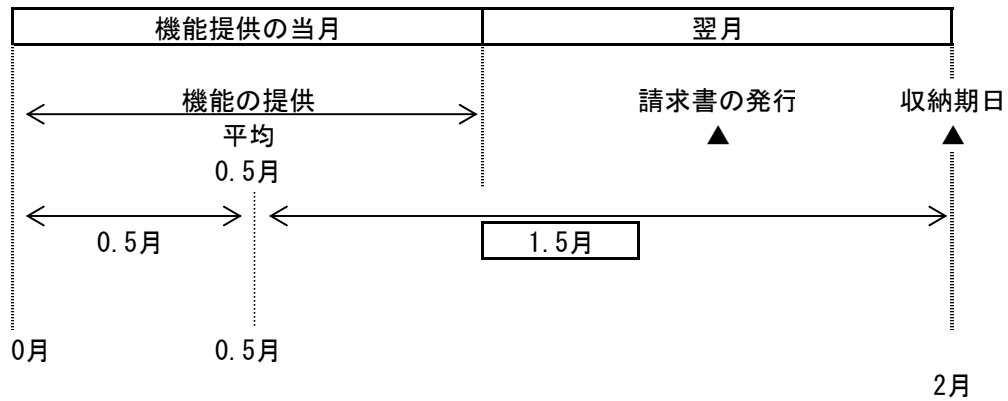 機能提供の当月 翌月
機能の提供 請求書の発行 収納期日
平均 ▲ ▲
0.5月
0.5月 1.5月
0月 0.5月
2月